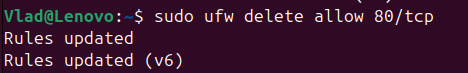 Vlad@Lenovo:~$ sudo ufw delete allow 80/tcp
Rules updated
Rules updated (v6)